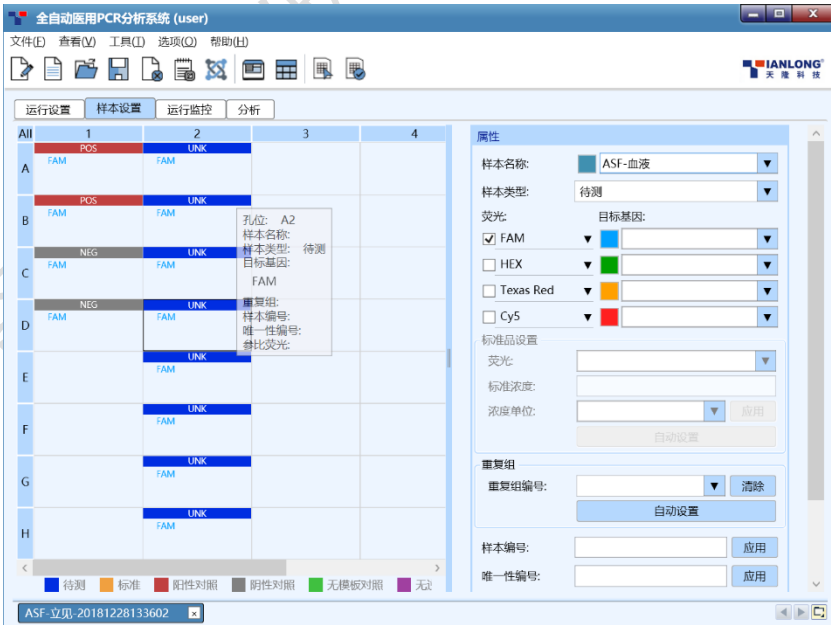 全自动医用PCR分析系统 (user)
文件(F) 查看(V) 工具(T) 选项(O) 帮助(H)
TIANLONG®
天隆科技
运行设置 样本设置 运行监控 分析
All 1 2 3 4
属性
POS UNK
A FAM FAM
样本名称: ASF-血液
样本类型: 待测
POS UNK
B FAM FAM
荧光: 目标基因:
FAM
NEG UNK
C FAM FAM
HEX
Texas Red
NEG UNK
D FAM FAM
Cy5
孔位: A2
样本名称:
样本类型: 待测
目标基因:
FAM
重复组:
样本编号:
唯一性编号:
参比荧光:
标准品设置
UNK
E FAM
荧光:
标准浓度:
UNK
F FAM
浓度单位: 应用
自动设置
UNK
G FAM
重复组
重复组编号: 清除
自动设置
UNK
H FAM
样本编号: 应用
唯一性编号: 应用
待测 标准 阳性对照 阴性对照 无模板对照
ASF-立见-20181228133602